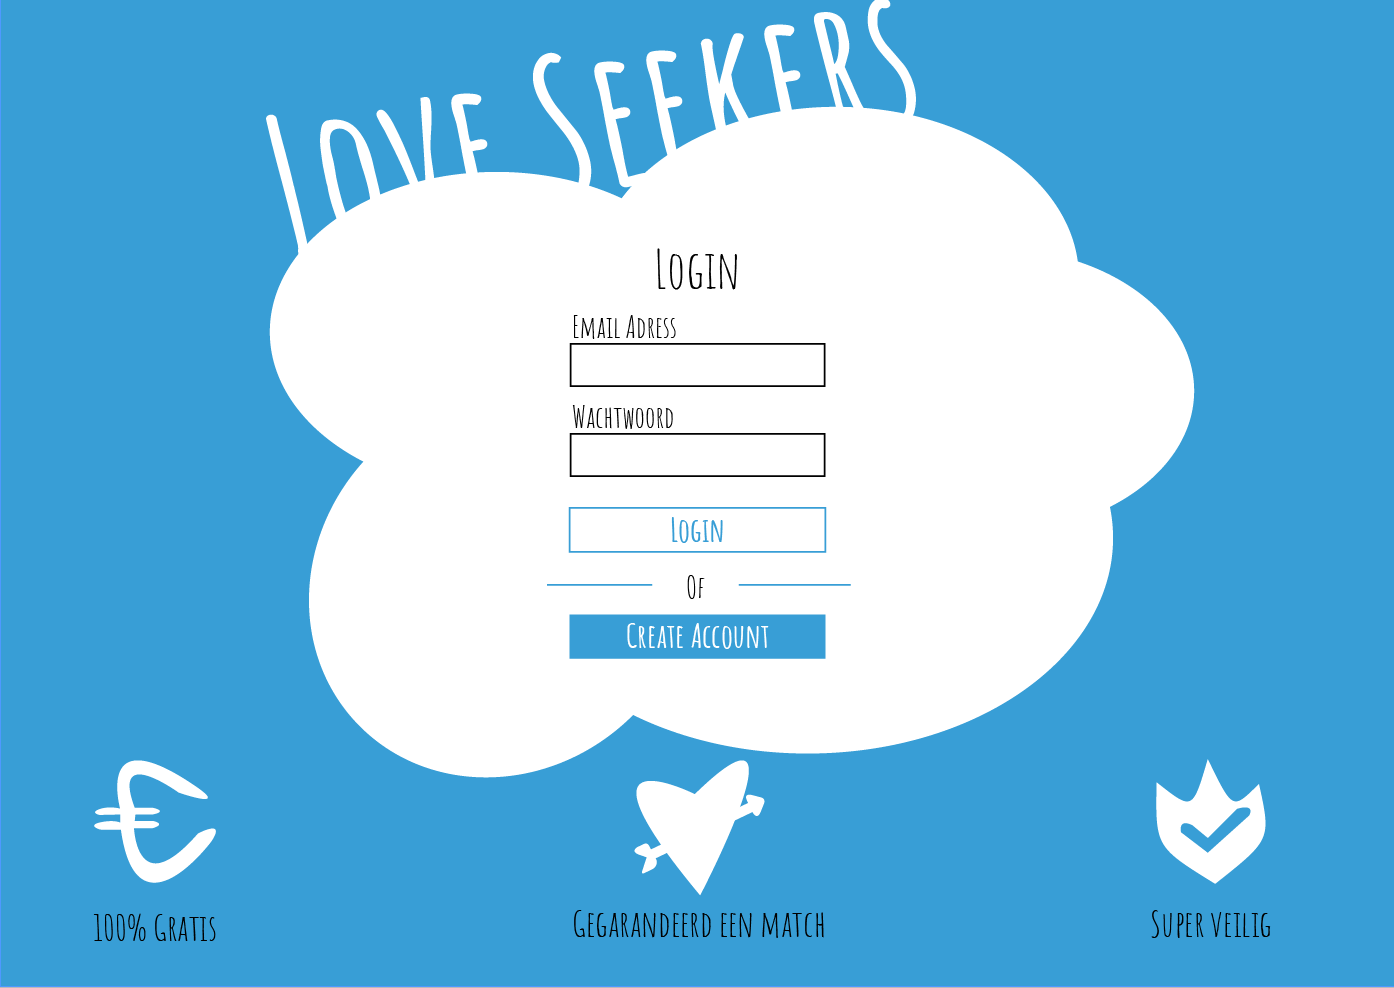 Love Seekers
Login
Email Adress
Wachtwoord
Login
Of
Create Account
100% Gratis
Gegarandeerd een match
Super veilig